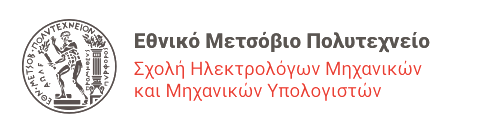 Εθνικό Μετσόβιο Πολυτεχνείο
Σχολή Ηλεκτρολόγων Μηχανικών
και Μηχανικών Υπολογιστών